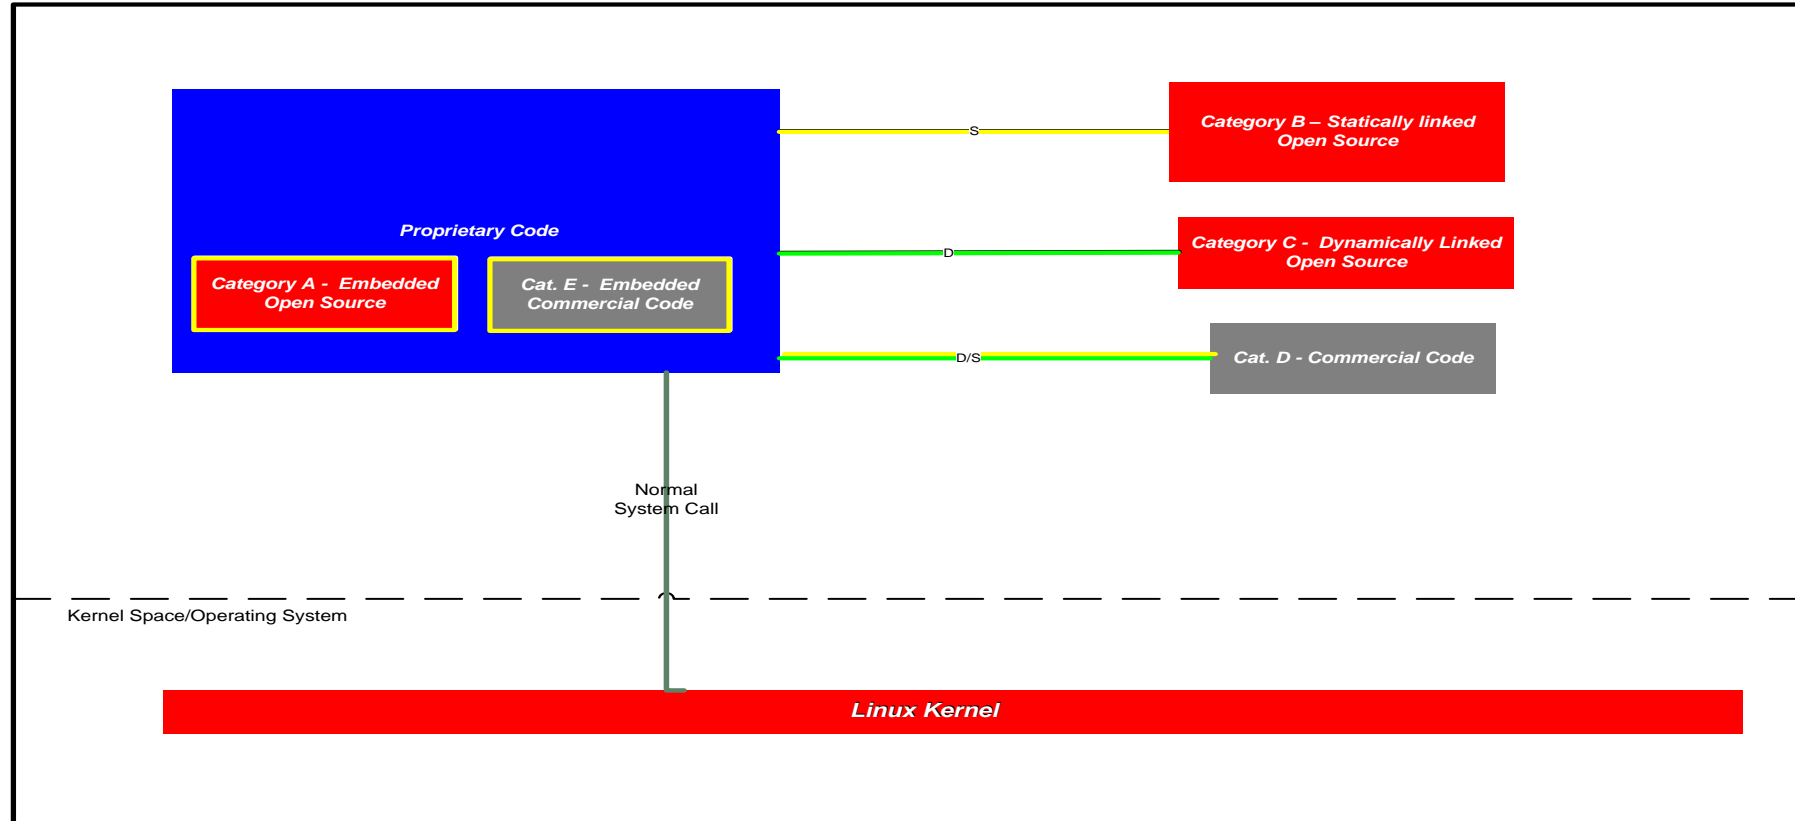 Category B – Statically linked
Open Source
S
Proprietary Code
Category C -  Dynamically Linked
Open Source
D
Category A -  Embedded
Open Source
Cat. E -  Embedded
Commercial Code
D/S
Cat. D - Commercial Code
Normal
System Call
Kernel Space/Operating System
Linux Kernel